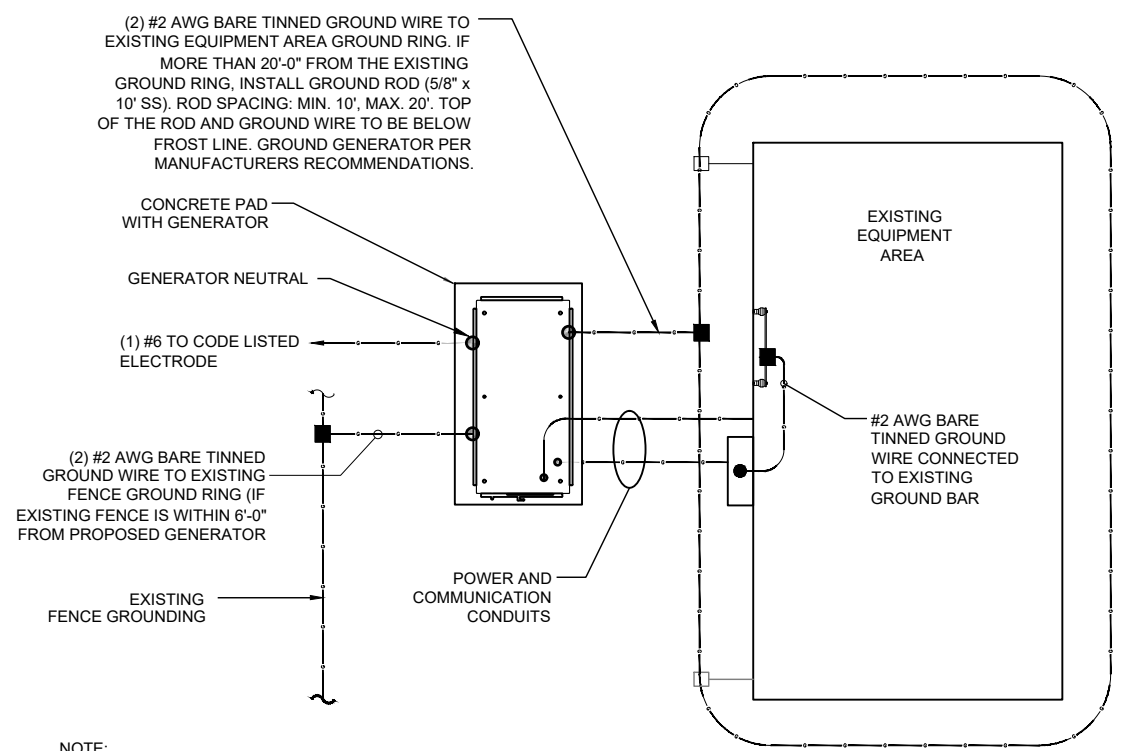 (2) #2 AWG BARE TINNED GROUND WIRE TO
EXISTING EQUIPMENT AREA GROUND RING. IF
MORE THAN 20'-0" FROM THE EXISTING
GROUND RING, INSTALL GROUND ROD (5/8" x
10' SS). ROD SPACING: MIN. 10', MAX. 20'. TOP
OF THE ROD AND GROUND WIRE TO BE BELOW
FROST LINE. GROUND GENERATOR PER
MANUFACTURERS RECOMMENDATIONS.
CONCRETE PAD
WITH GENERATOR
GENERATOR NEUTRAL
(1) #6 TO CODE LISTED
ELECTRODE
(2) #2 AWG BARE TINNED
GROUND WIRE TO EXISTING
FENCE GROUND RING (IF
EXISTING FENCE IS WITHIN 6'-0"
FROM PROPOSED GENERATOR
EXISTING
FENCE GROUNDING
POWER AND
COMMUNICATION
CONDUITS
EXISTING
EQUIPMENT
AREA
#2 AWG BARE
TINNED GROUND
WIRE CONNECTED
TO EXISTING
GROUND BAR
NOTE: